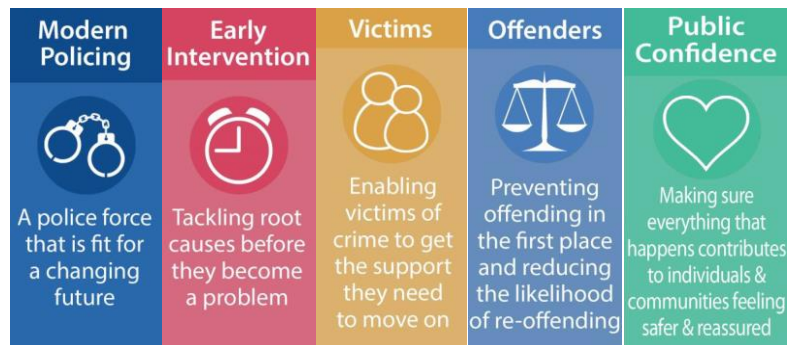 Modern
Policing
A police force
that is fit for
a changing
future
Early
Intervention
Tackling root
causes before
they become
a problem
Victims
Enabling
victims of
crime to get
the support
they need
to move on
Offenders
Preventing
offending in
the first place
and reducing
the likelihood
of re-offending
Public
Confidence
Making sure
everything that
happens contributes
to individuals &
communities feeling
safer & reassured